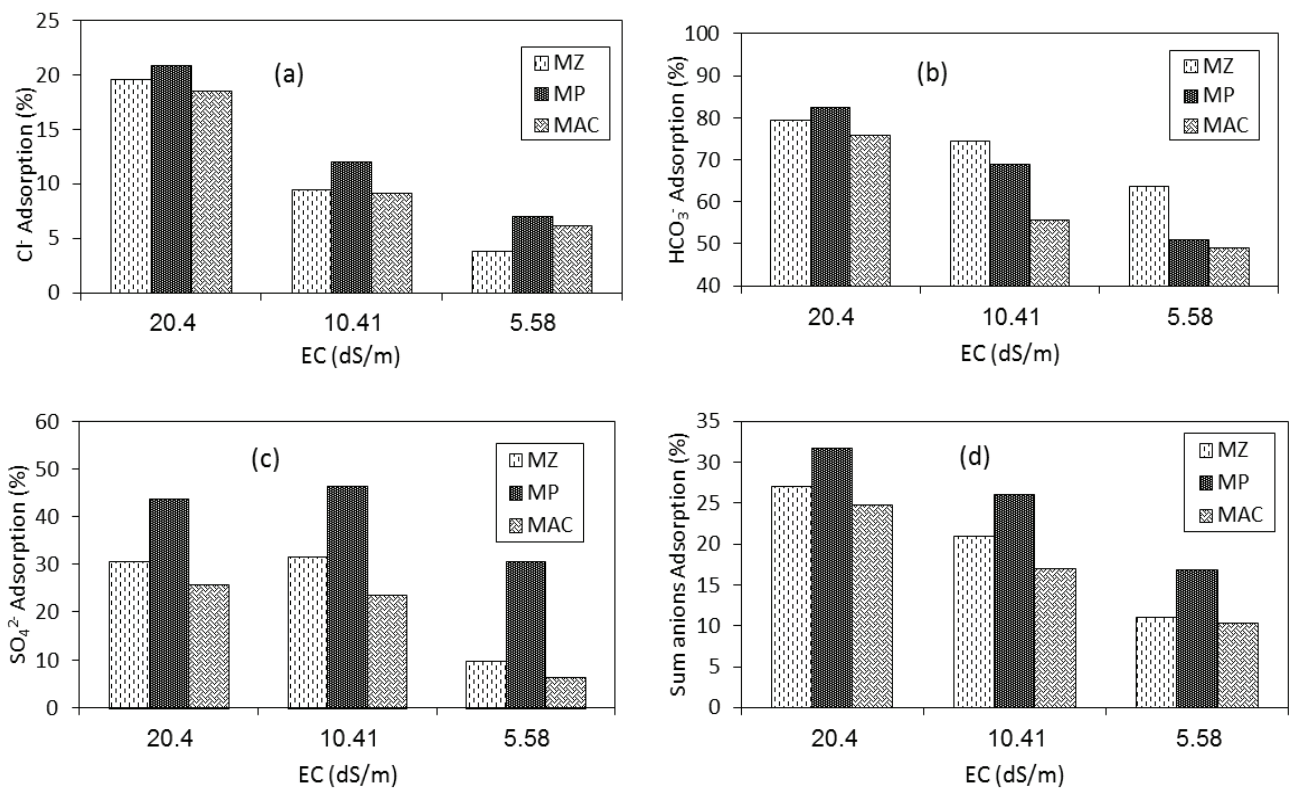 Cl- Adsorption (%)
25
20
15
10
5
0
(a)
MZ
MP
MAC
20.4 10.41 5.58
EC (dS/m)
HCO₃⁻ Adsorption (%)
100
90
80
70
60
50
40
(b)
MZ
MP
MAC
20.4 10.41 5.58
EC (dS/m)
SO₄²⁻ Adsorption (%)
60
50
40
30
20
10
0
(c)
MZ
MP
MAC
20.4 10.41 5.58
EC (dS/m)
Sum anions Adsorption (%)
35
30
25
20
15
10
5
0
(d)
MZ
MP
MAC
20.4 10.41 5.58
EC (dS/m)